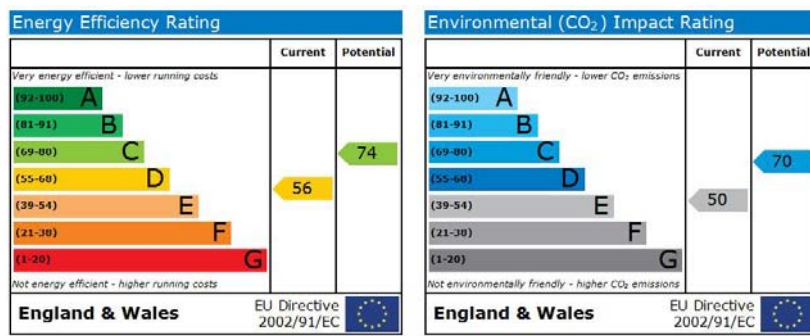 Energy Efficiency Rating
Current Potential
Very energy efficient - lower running costs
(92-100) A
(81-91) B
(69-80) C
74
(55-68) D
56
(39-54) E
(21-38) F
(1-20) G
Not energy efficient - higher running costs
England & Wales
EU Directive
2002/91/EC
Environmental (CO₂) Impact Rating
Current Potential
Very environmentally friendly - lower CO₂ emissions
(92-100) A
(81-91) B
(69-80) C
70
(55-68) D
(39-54) E
50
(21-38) F
(1-20) G
Not environmentally friendly - higher CO₂ emissions
England & Wales
EU Directive
2002/91/EC